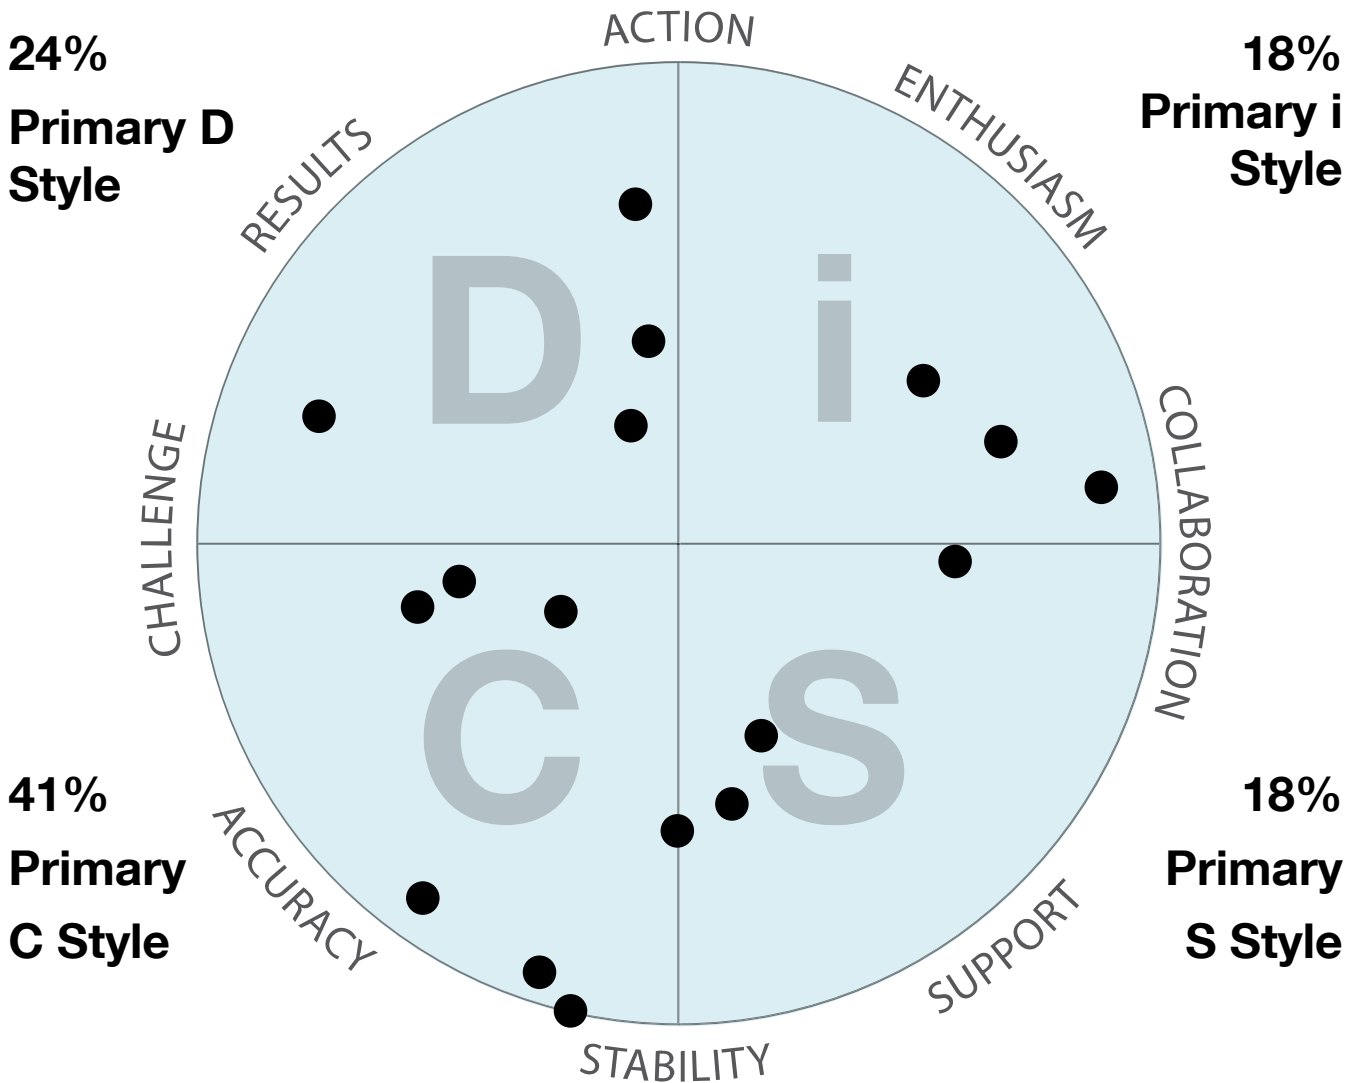 ACTION
24%
Primary D
Style
18%
Primary i
Style
RESULTS
ENTHUSIASM
D
i
CHALLENGE
COLLABORATION
C
S
41%
Primary
C Style
18%
Primary
S Style
ACCURACY
SUPPORT
STABILITY